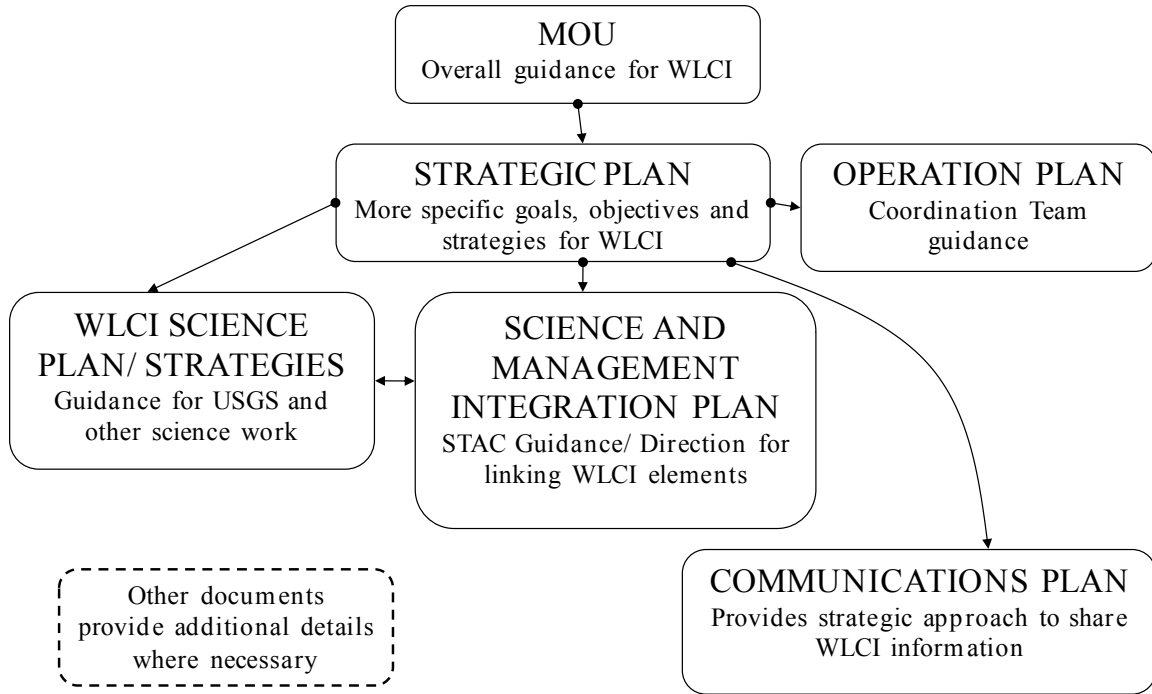 MOU
Overall guidance for WLCI
STRATEGIC PLAN
More specific goals, objectives and
strategies for WLCI
OPERATION PLAN
Coordination Team
guidance
WLCI SCIENCE
PLAN/ STRATEGIES
Guidance for USGS and
other science work
SCIENCE AND
MANAGEMENT
INTEGRATION PLAN
STAC Guidance/ Direction for
linking WLCI elements
Other documents
provide additional details
where necessary
COMMUNICATIONS PLAN
Provides strategic approach to share
WLCI information